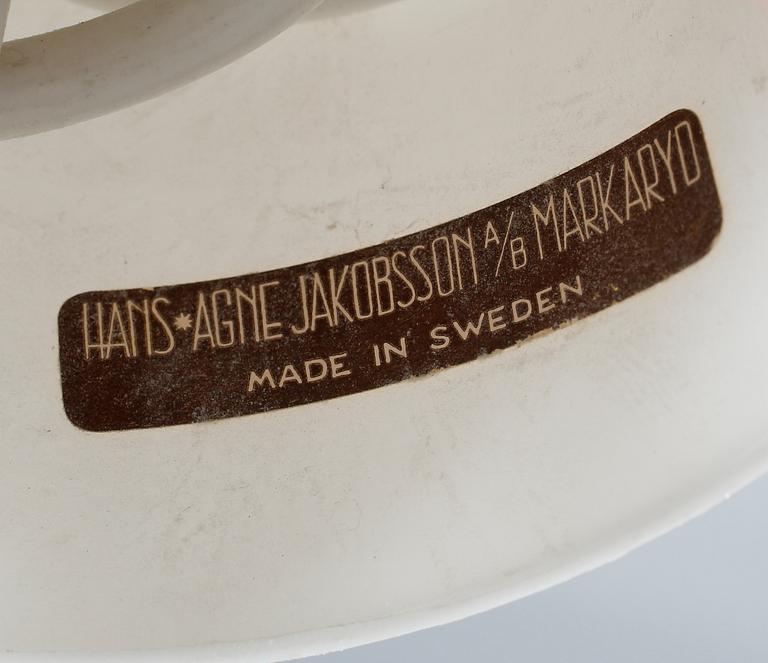 HANS*AGNE JAKOBSSON A/B MARKARYD
MADE IN SWEDEN